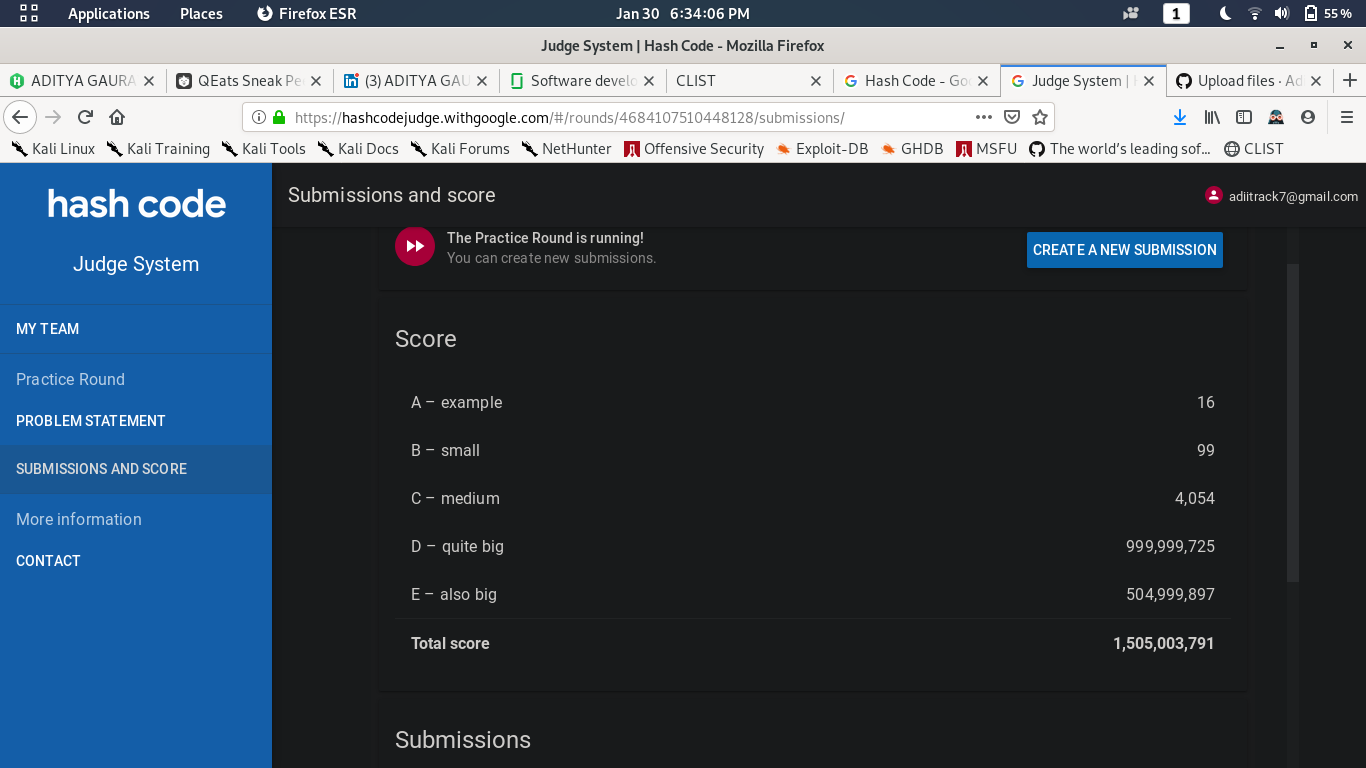 Applications Places Firefox ESR Jan 30 6:34:06 PM 1 55 %
Judge System | Hash Code - Mozilla Firefox
ADITYA GAURA QEats Sneak Pe (3) ADITYA GAU Software develo CLIST Hash Code - Go Judge System | Upload files · Ad
https://hashcodejudge.withgoogle.com/#/rounds/4684107510448128/submissions/
Kali Linux Kali Training Kali Tools Kali Docs Kali Forums NetHunter Offensive Security Exploit-DB GHDB MSFU The world's leading sof... CLIST
hash code
Judge System
MY TEAM
Practice Round
PROBLEM STATEMENT
SUBMISSIONS AND SCORE
More information
CONTACT
Submissions and score
adiitrack7@gmail.com
The Practice Round is running!
You can create new submissions.
CREATE A NEW SUBMISSION
Score
A – example 16
B – small 99
C – medium 4,054
D – quite big 999,999,725
E – also big 504,999,897
Total score 1,505,003,791
Submissions